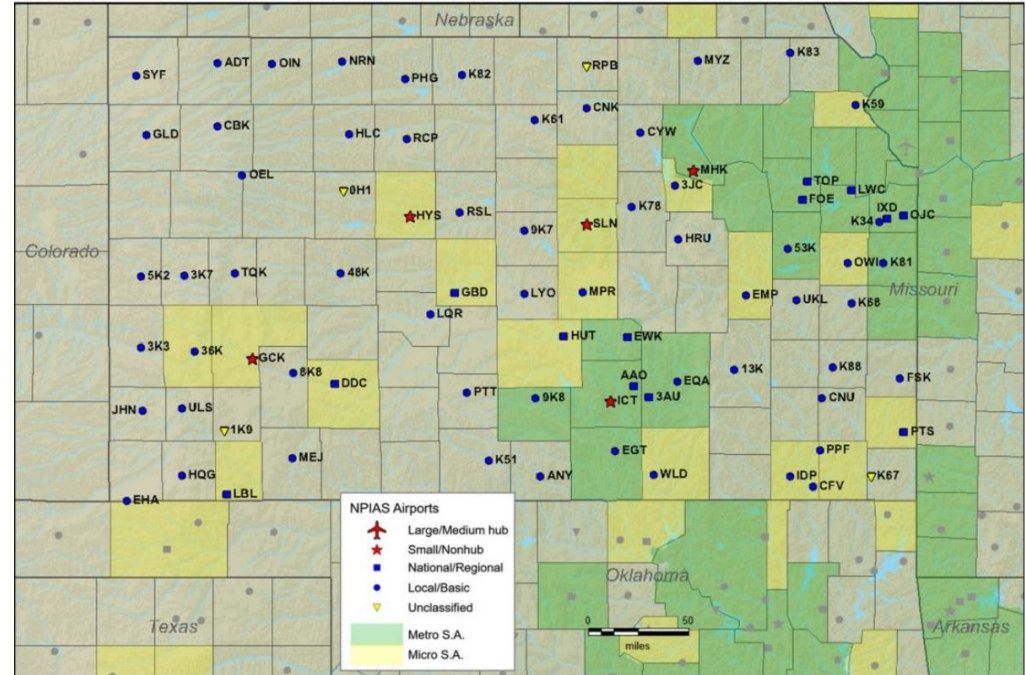 Nebraska
K83
ADT
OIN
NRN
RPB
MYZ
SYF
PHG
K82
K59
CNK
K61
CBK
GLD
HLC
RCP
CYW
MHK
OEL
TOP
3JC
0H1
LWC
FOE
IXD
HYS
RSL
K78
OJC
SLN
K34
9K7
HRU
Colorado
53K
5K2
3K7
TQK
48K
OWI
K81
GBD
LYO
MPR
EMP
Missouri
UKL
K68
LQR
HUT
EWK
3K3
36K
GCK
8K8
13K
K88
DDC
AAO
EQA
FSK
PTT
9K8
ICT
3AU
CNU
JHN
ULS
1K9
PTS
EGT
PPF
MEJ
K51
HQG
ANY
WLD
IDP
K67
CFV
LBL
EHA
NPIAS Airports
Large/Medium hub
Small/Nonhub
National/Regional
Local/Basic
Unclassified
Metro S.A.
Micro S.A.
Oklahoma
0 50
miles
Texas
Arkansas